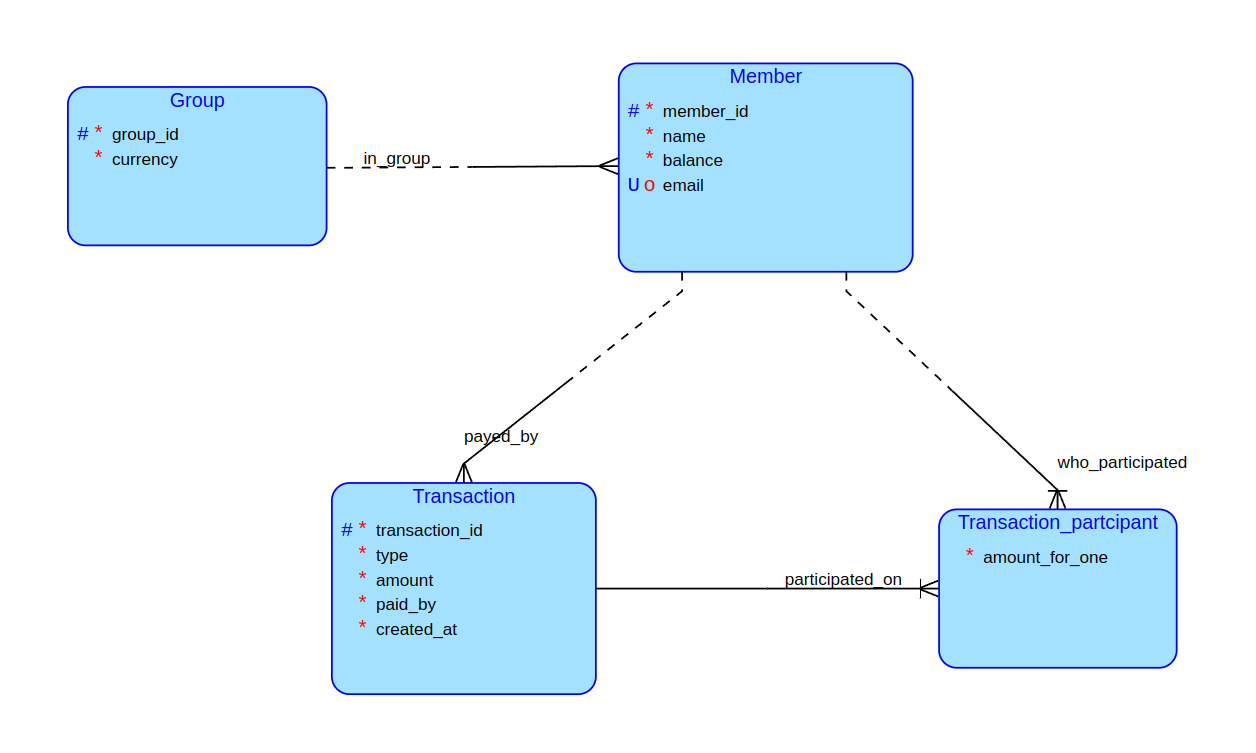 Group
# * group_id
* currency
in_group
Member
# * member_id
* name
* balance
U o email
payed_by
who_participated
Transaction
# * transaction_id
* type
* amount
* paid_by
* created_at
participated_on
Transaction_partcipant
* amount_for_one